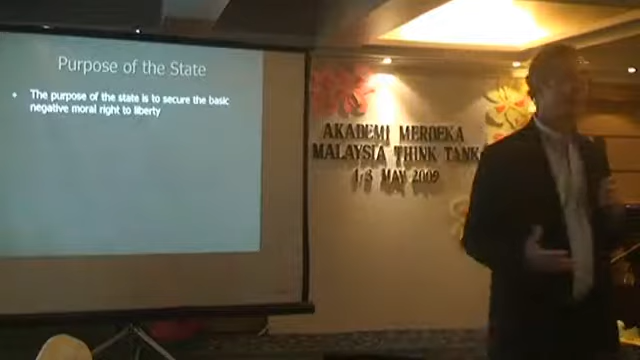 Purpose of the State
• The purpose of the state is to secure the basic
negative moral right to liberty
AKADEMI MERDEKA
MALAYSIA THINK TANK
1-3 MAY 2009